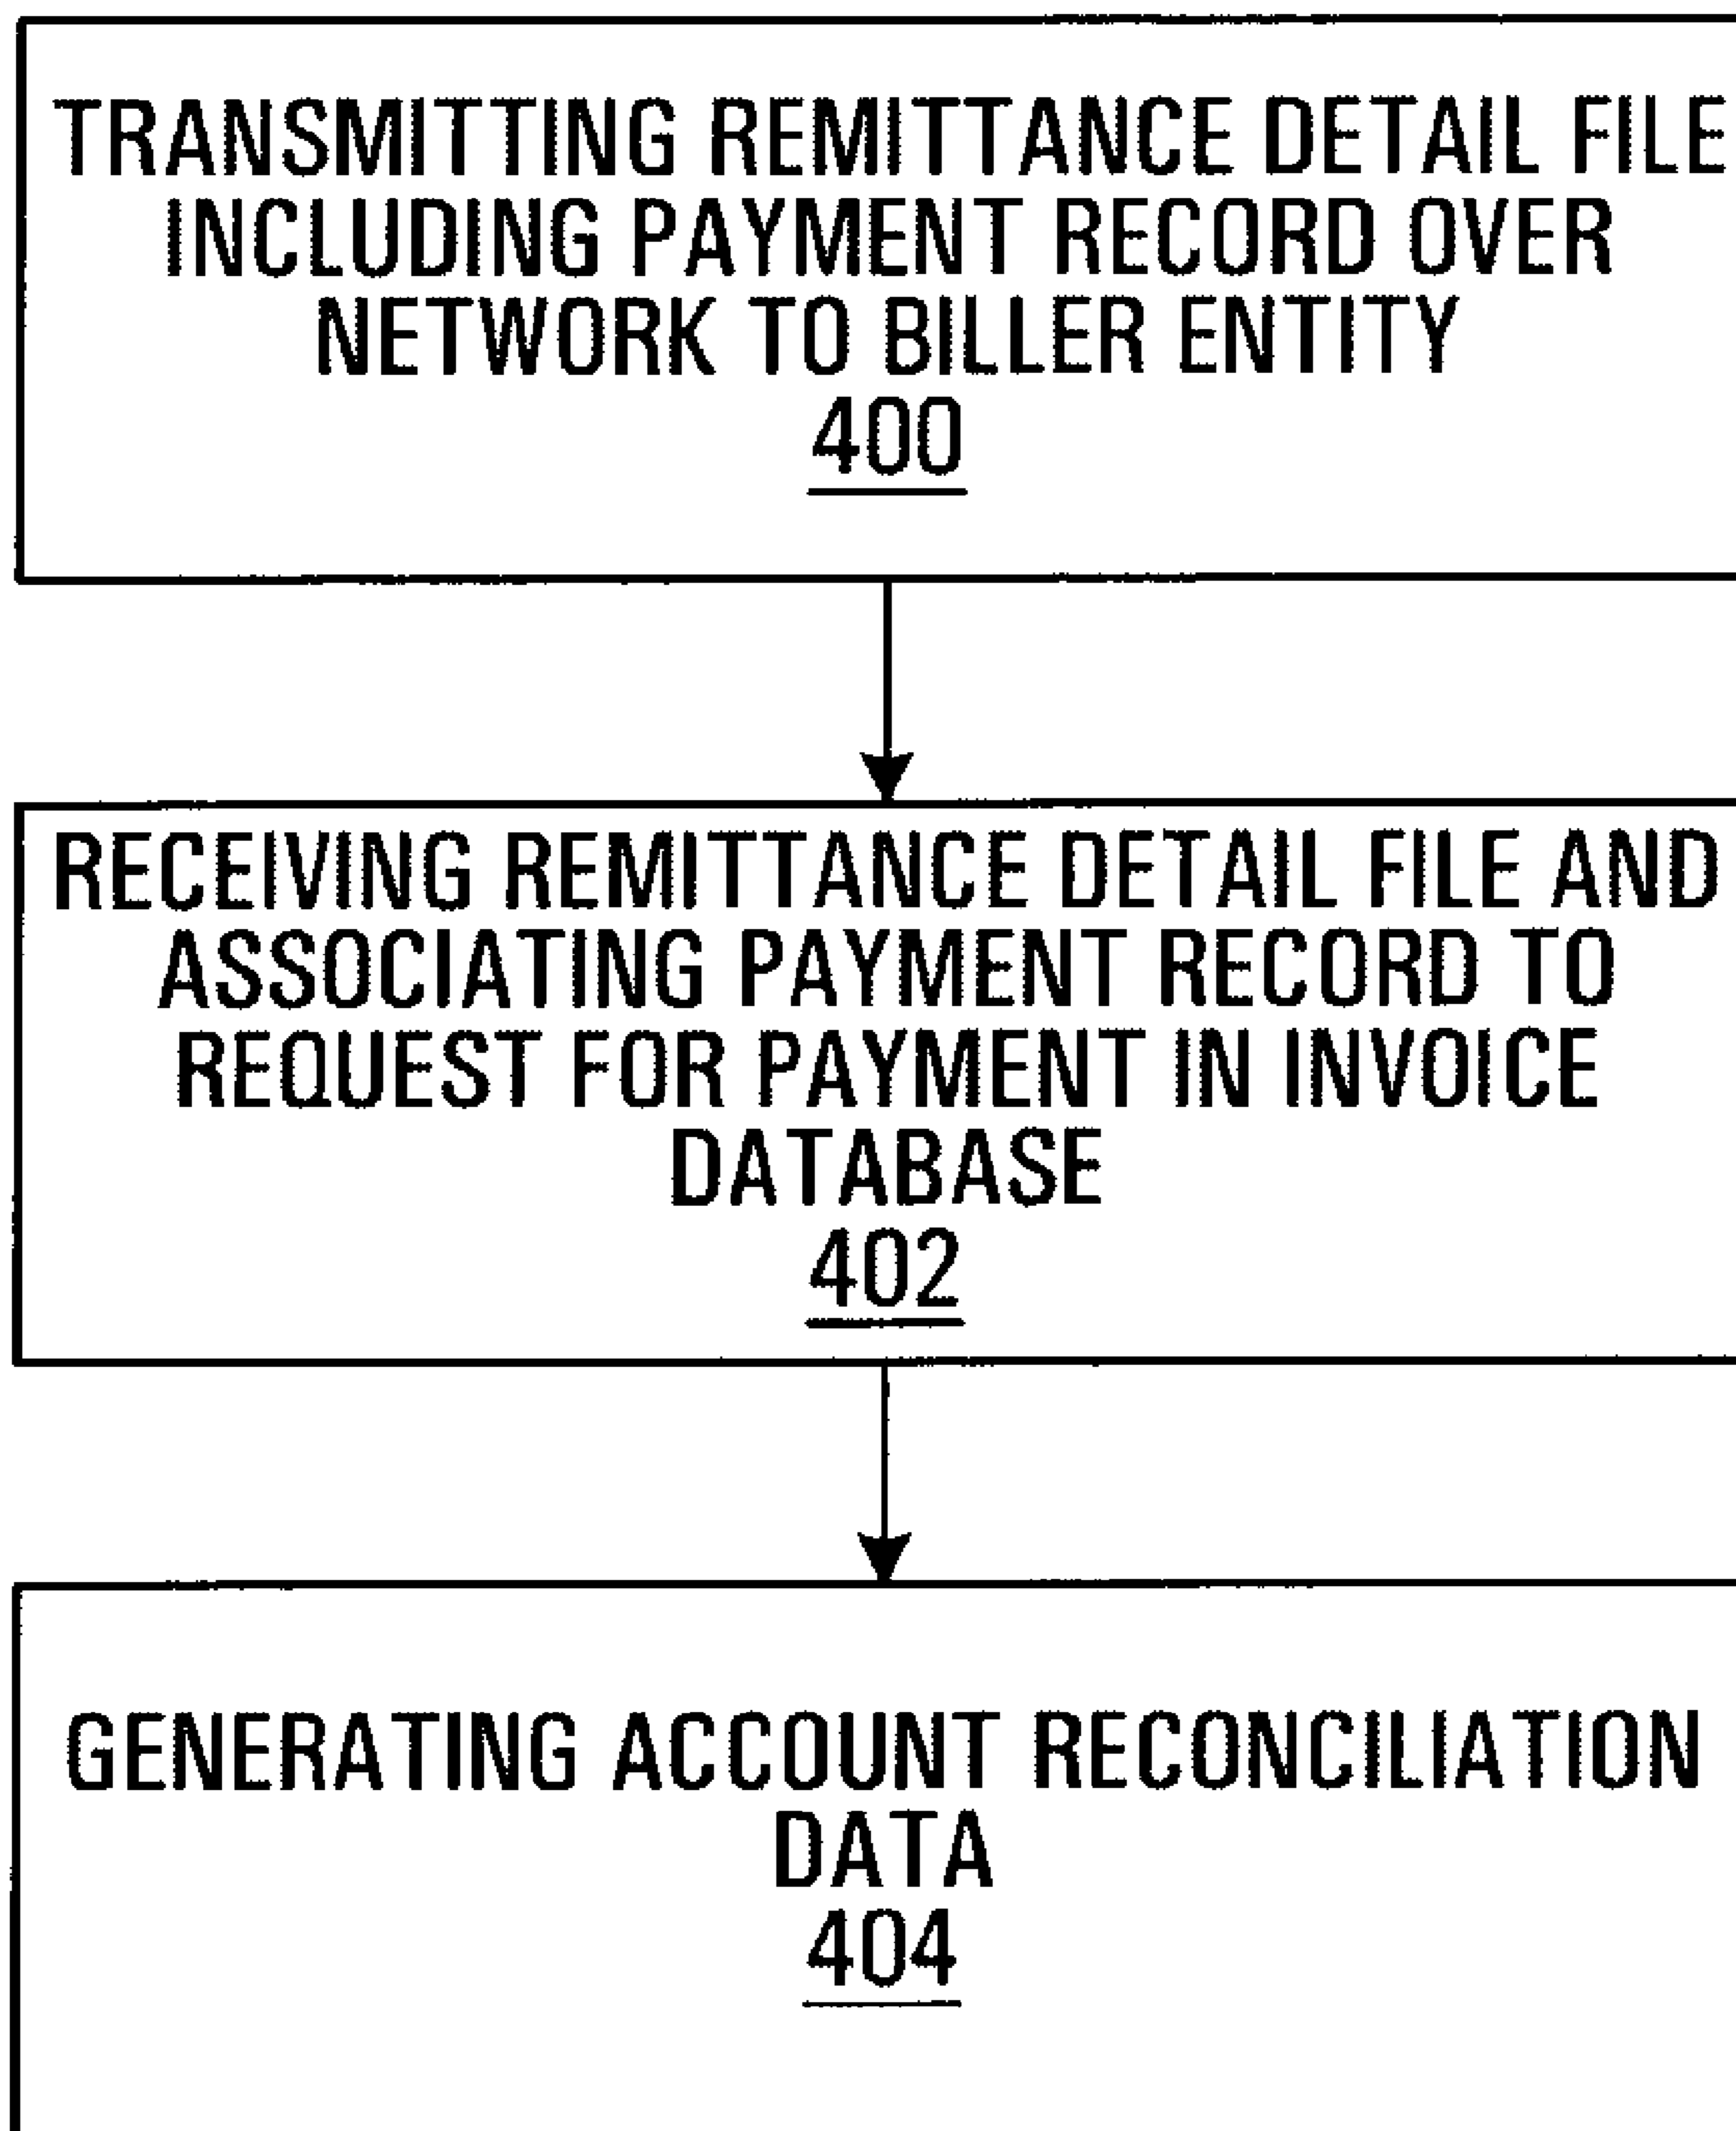 TRANSMITTING REMITTANCE DETAIL FILE
INCLUDING PAYMENT RECORD OVER
NETWORK TO BILLER ENTITY
400
RECEIVING REMITTANCE DETAIL FILE AND
ASSOCIATING PAYMENT RECORD TO
REQUEST FOR PAYMENT IN INVOICE
DATABASE
402
GENERATING ACCOUNT RECONCILIATION
DATA
404